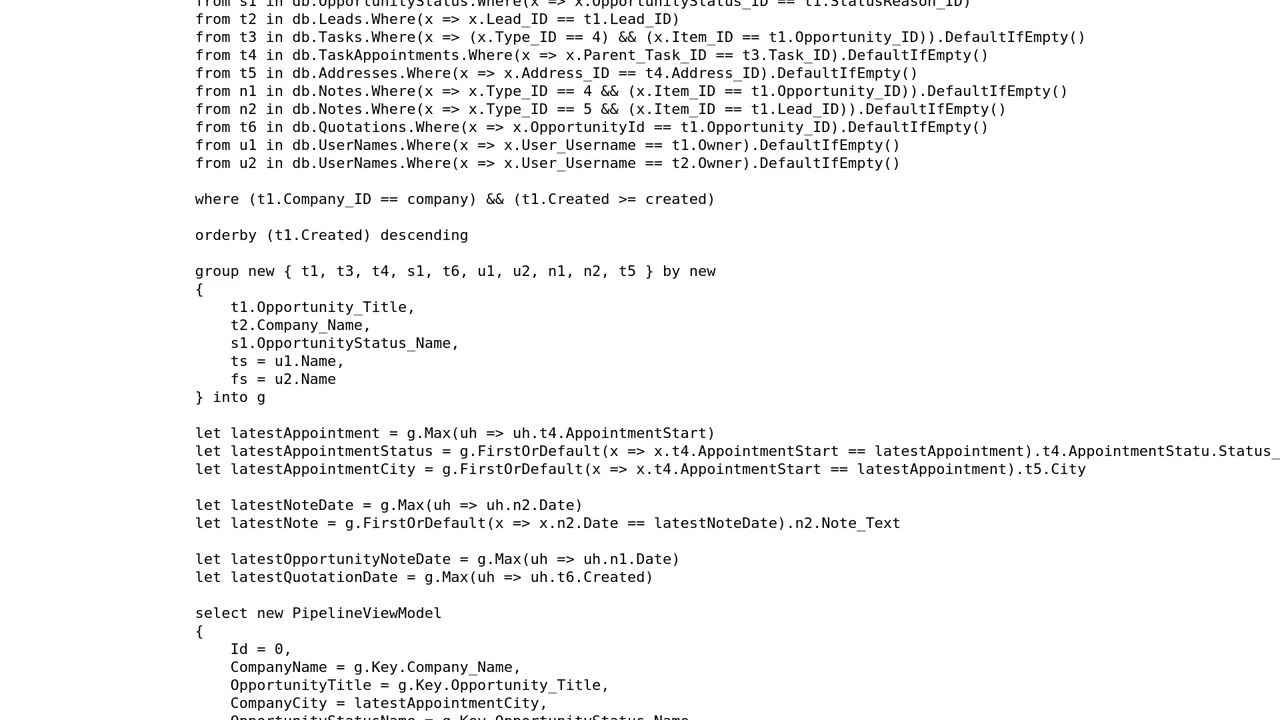 from s1 in db.OpportunityStatus.Where(x => x.OpportunityStatus_ID == t1.StatusReason_ID)
from t2 in db.Leads.Where(x => x.Lead_ID == t1.Lead_ID)
from t3 in db.Tasks.Where(x => (x.Type_ID == 4) && (x.Item_ID == t1.Opportunity_ID)).DefaultIfEmpty()
from t4 in db.TaskAppointments.Where(x => x.Parent_Task_ID == t3.Task_ID).DefaultIfEmpty()
from t5 in db.Addresses.Where(x => x.Address_ID == t4.Address_ID).DefaultIfEmpty()
from n1 in db.Notes.Where(x => x.Type_ID == 4 && (x.Item_ID == t1.Opportunity_ID)).DefaultIfEmpty()
from n2 in db.Notes.Where(x => x.Type_ID == 5 && (x.Item_ID == t1.Lead_ID)).DefaultIfEmpty()
from t6 in db.Quotations.Where(x => x.OpportunityId == t1.Opportunity_ID).DefaultIfEmpty()
from u1 in db.UserNames.Where(x => x.User_Username == t1.Owner).DefaultIfEmpty()
from u2 in db.UserNames.Where(x => x.User_Username == t2.Owner).DefaultIfEmpty()
where (t1.Company_ID == company) && (t1.Created >= created)
orderby (t1.Created) descending
group new { t1, t3, t4, s1, t6, u1, u2, n1, n2, t5 } by new
{
    t1.Opportunity_Title,
    t2.Company_Name,
    s1.OpportunityStatus_Name,
    ts = u1.Name,
    fs = u2.Name
} into g
let latestAppointment = g.Max(uh => uh.t4.AppointmentStart)
let latestAppointmentStatus = g.FirstOrDefault(x => x.t4.AppointmentStart == latestAppointment).t4.AppointmentStatu.Status_
let latestAppointmentCity = g.FirstOrDefault(x => x.t4.AppointmentStart == latestAppointment).t5.City
let latestNoteDate = g.Max(uh => uh.n2.Date)
let latestNote = g.FirstOrDefault(x => x.n2.Date == latestNoteDate).n2.Note_Text
let latestOpportunityNoteDate = g.Max(uh => uh.n1.Date)
let latestQuotationDate = g.Max(uh => uh.t6.Created)
select new PipelineViewModel
{
    Id = 0,
    CompanyName = g.Key.Company_Name,
    OpportunityTitle = g.Key.Opportunity_Title,
    CompanyCity = latestAppointmentCity,
    OpportunityStatusName = g.Key.OpportunityStatus_Name,